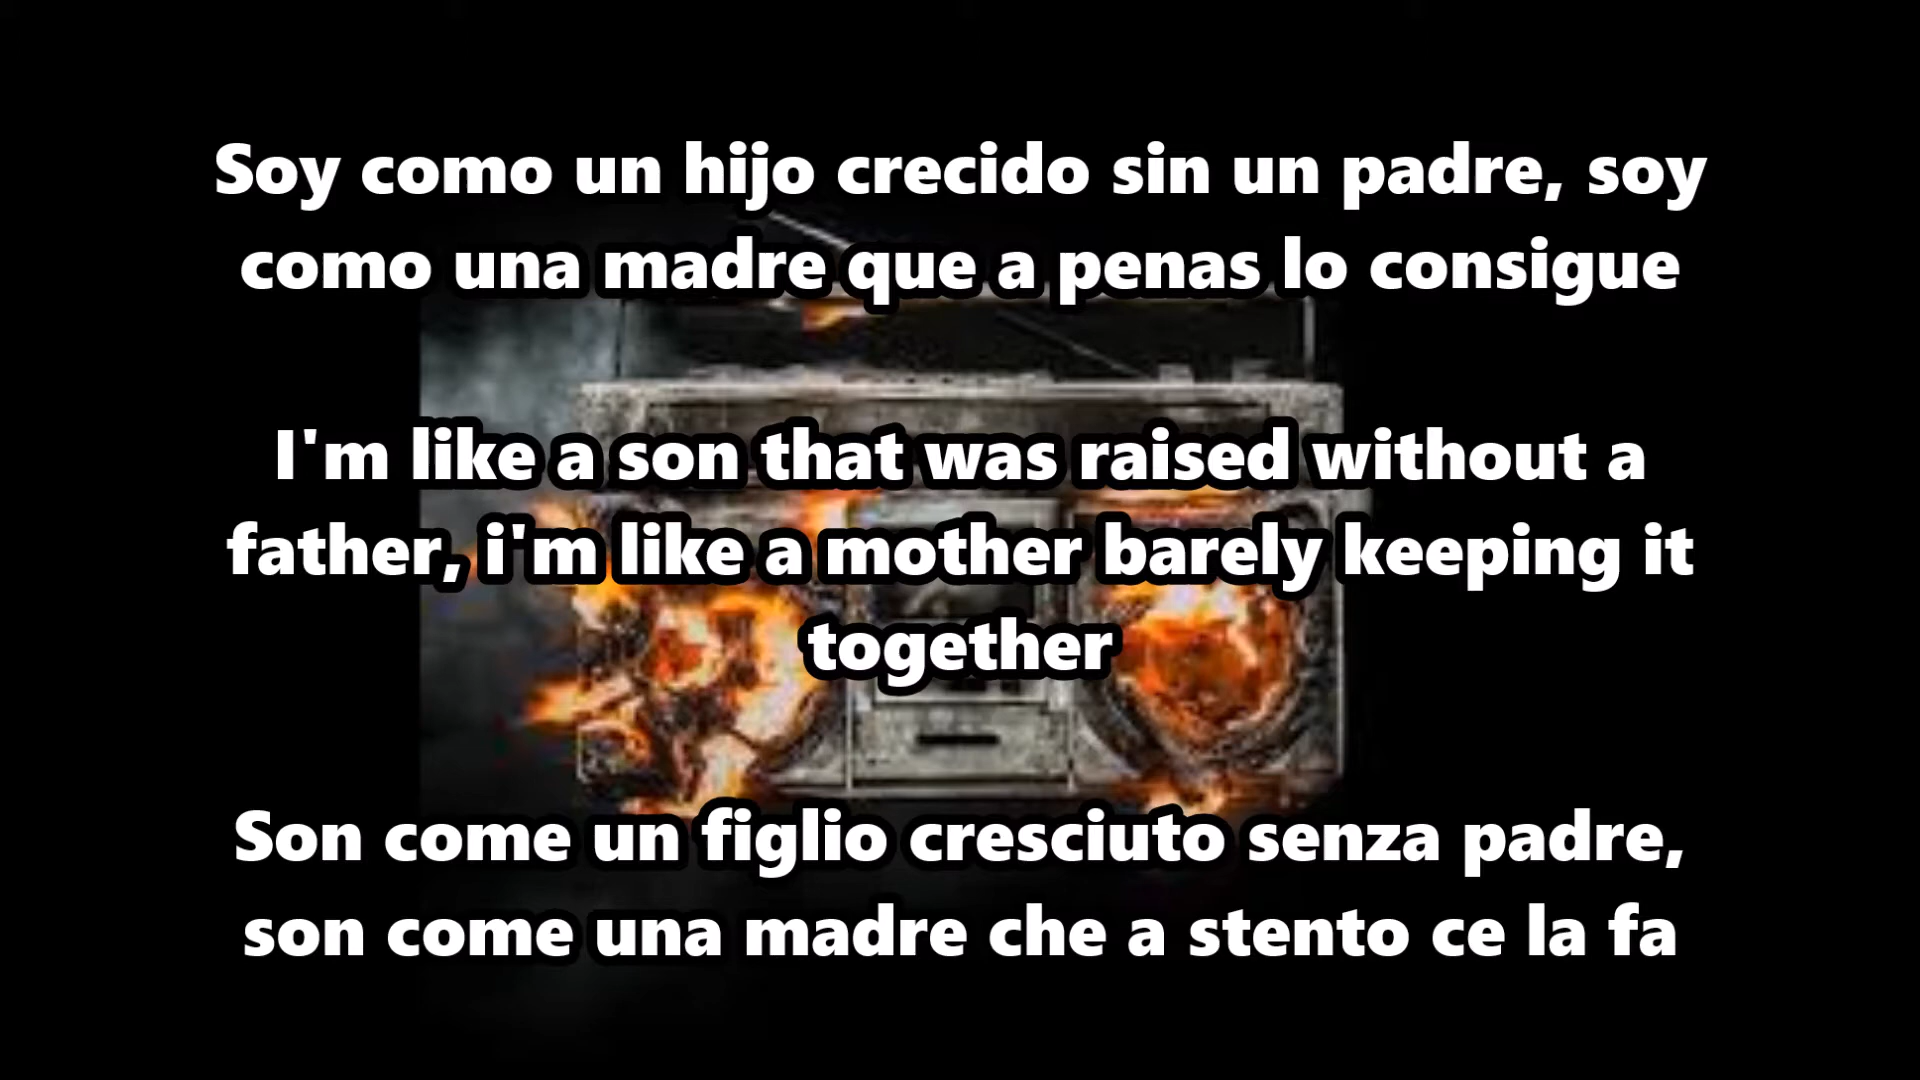 Soy como un hijo crecido sin un padre, soy
como una madre que a penas lo consigue
I'm like a son that was raised without a
father, i'm like a mother barely keeping it
together
Son come un figlio cresciuto senza padre,
son come una madre che a stento ce la fa